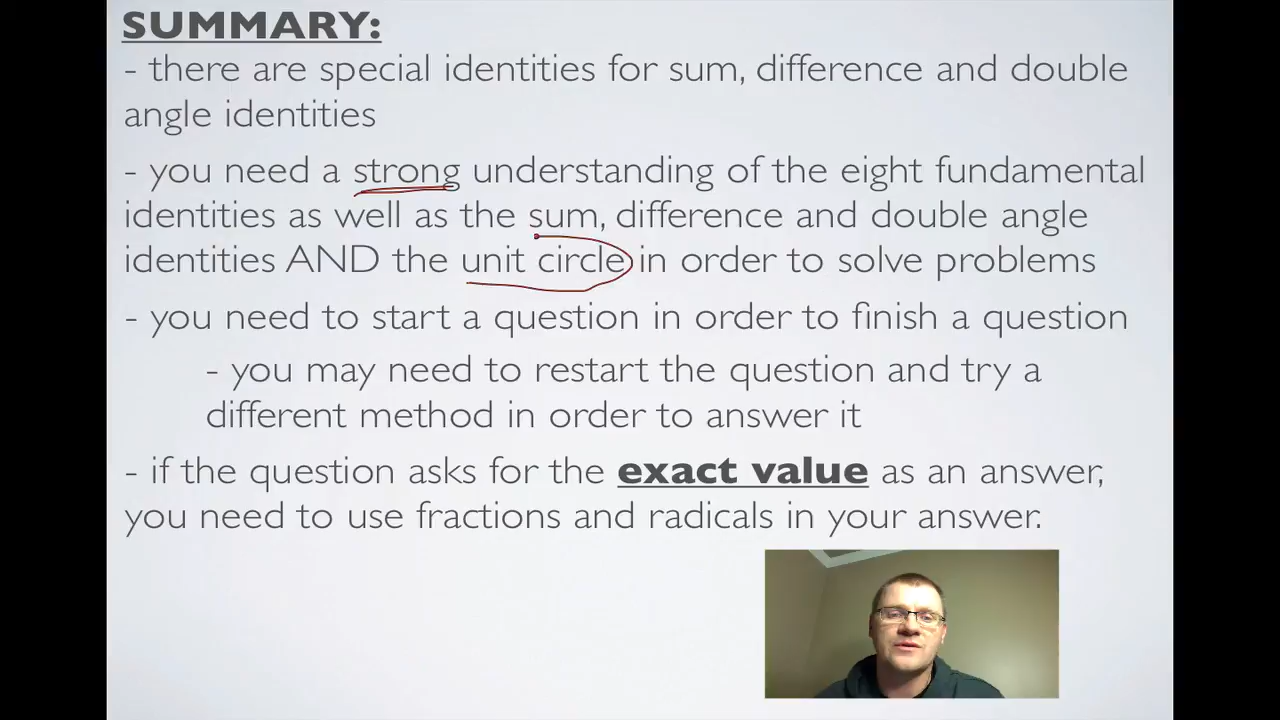 SUMMARY:
- there are special identities for sum, difference and double
angle identities
- you need a strong understanding of the eight fundamental
identities as well as the sum, difference and double angle
identities AND the unit circle in order to solve problems
- you need to start a question in order to finish a question
- you may need to restart the question and try a
different method in order to answer it
- if the question asks for the exact value as an answer,
you need to use fractions and radicals in your answer.